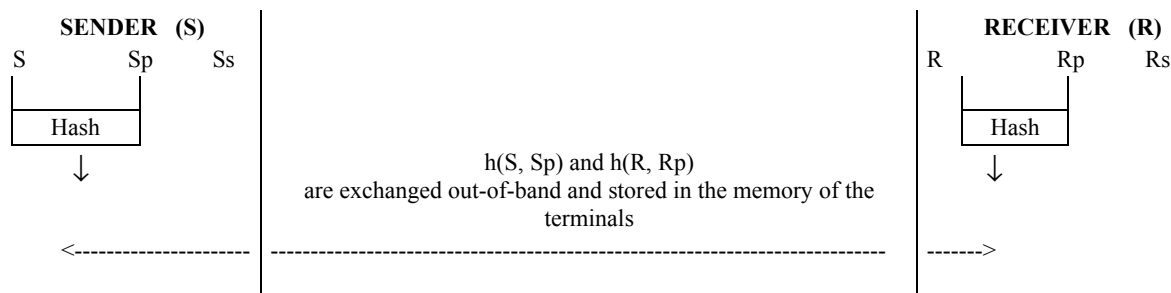 SENDER (S)
RECEIVER (R)
S Sp Ss
R Rp Rs
Hash
Hash
↓
↓
h(S, Sp) and h(R, Rp)
are exchanged out-of-band and stored in the memory of the
terminals